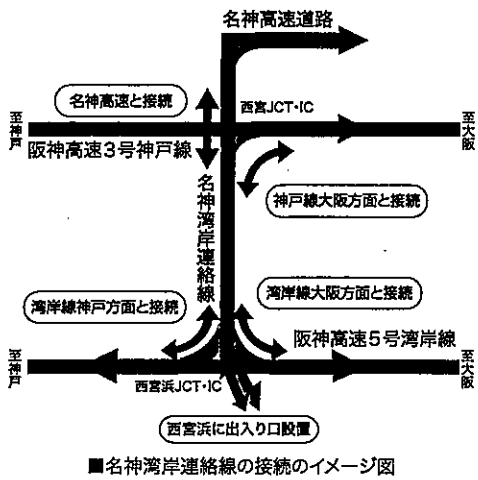 名神高速道路
名神高速と接続
西宮JCT・IC
至神戸
至大阪
阪神高速3号神戸線
神戸線大阪方面と接続
名神湾岸連絡線
湾岸線神戸方面と接続
湾岸線大阪方面と接続
阪神高速5号湾岸線
至神戸
至大阪
西宮浜JCT・IC
西宮浜に出入り口設置
■名神湾岸連絡線の接続のイメージ図